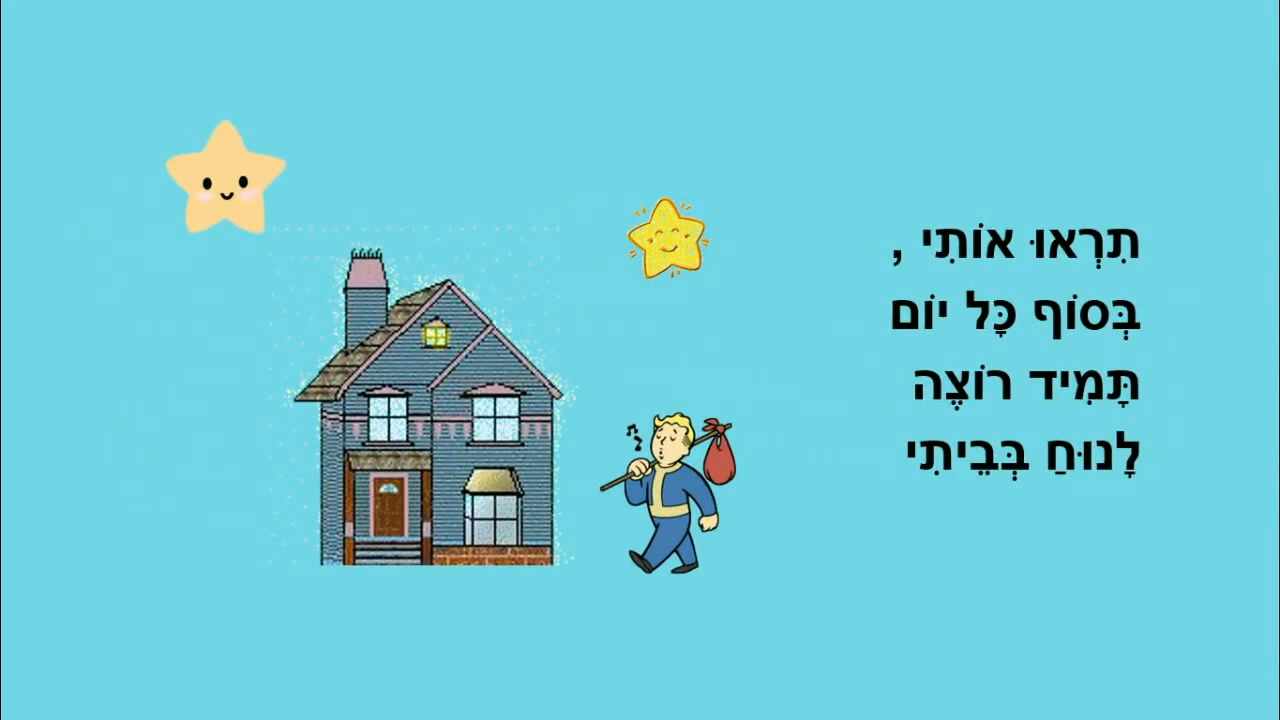 תִרְאוּ אוֹתִי ,
בְּסוֹף כָּל יוֹם
תָּמִיד רוֹצֶה
לָנוּחַ בְּבֵיתִי